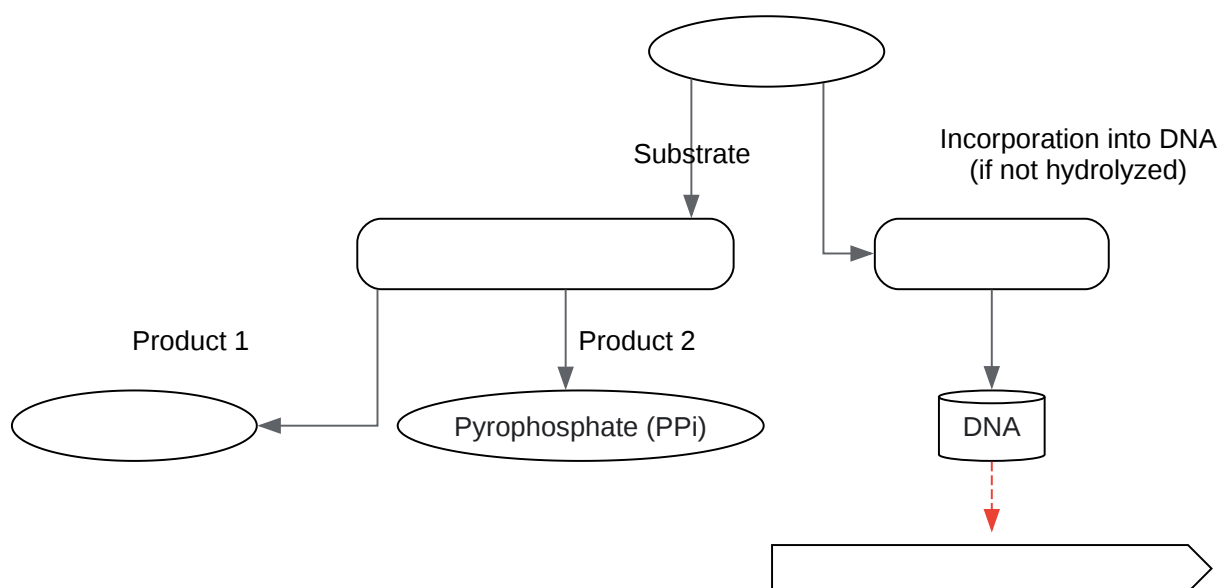 Substrate
Incorporation into DNA
(if not hydrolyzed)
Product 1
Product 2
Pyrophosphate (PPi)
DNA